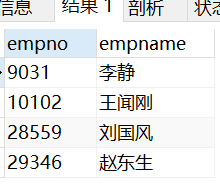 信息 结果 1 剖析 状态
empno empname
9031 李静
10102 王闻刚
28559 刘国风
29346 赵东生